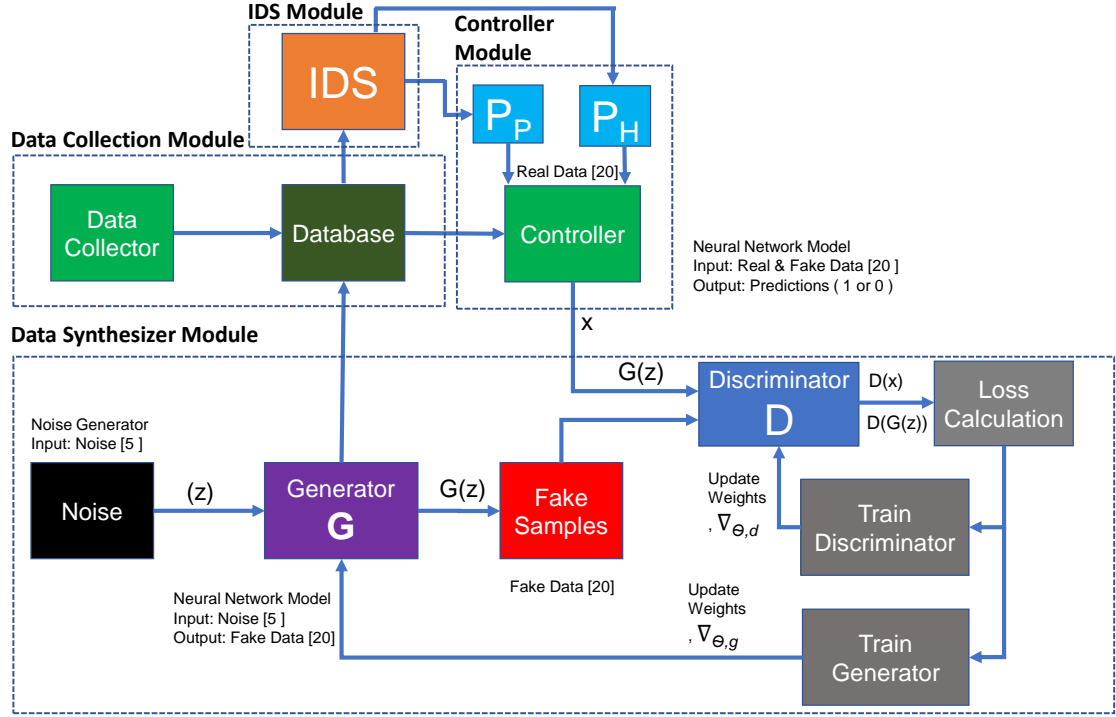 IDS Module
Controller
Module
IDS
P_P
P_H
Data Collection Module
Real Data [20]
Data
Collector
Database
Controller
Neural Network Model
Input: Real & Fake Data [20 ]
Output: Predictions ( 1 or 0 )
x
Data Synthesizer Module
G(z)
Discriminator
D
D(x)
D(G(z))
Loss
Calculation
Noise Generator
Input: Noise [5 ]
Noise
(z)
Generator
G
G(z)
Fake
Samples
Fake Data [20]
Update
Weights
, ∇_Θ,d
Train
Discriminator
Neural Network Model
Input: Noise [5 ]
Output: Fake Data [20]
Update
Weights
, ∇_Θ,g
Train
Generator